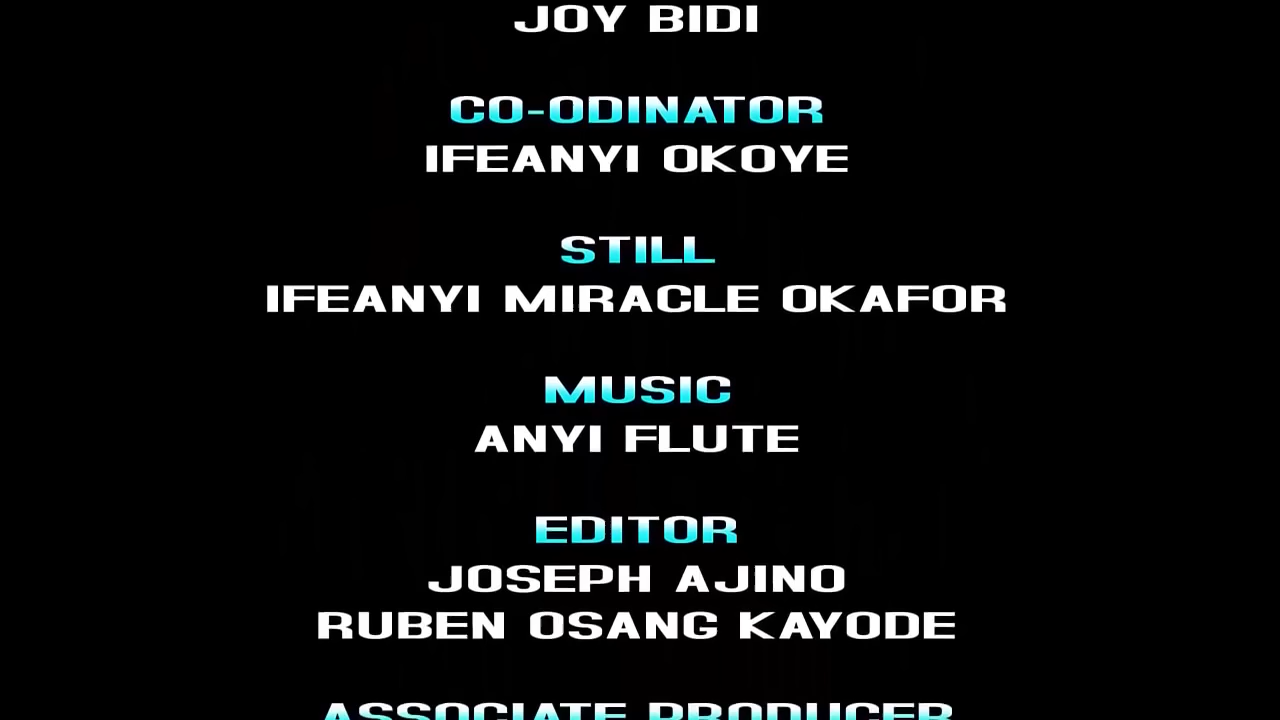 JOY BIDI
CO-ODINATOR
IFEANYI OKOYE
STILL
IFEANYI MIRACLE OKAFOR
MUSIC
ANYI FLUTE
EDITOR
JOSEPH AJINO
RUBEN OSANG KAYODE
ASSOCIATE PRODUCER